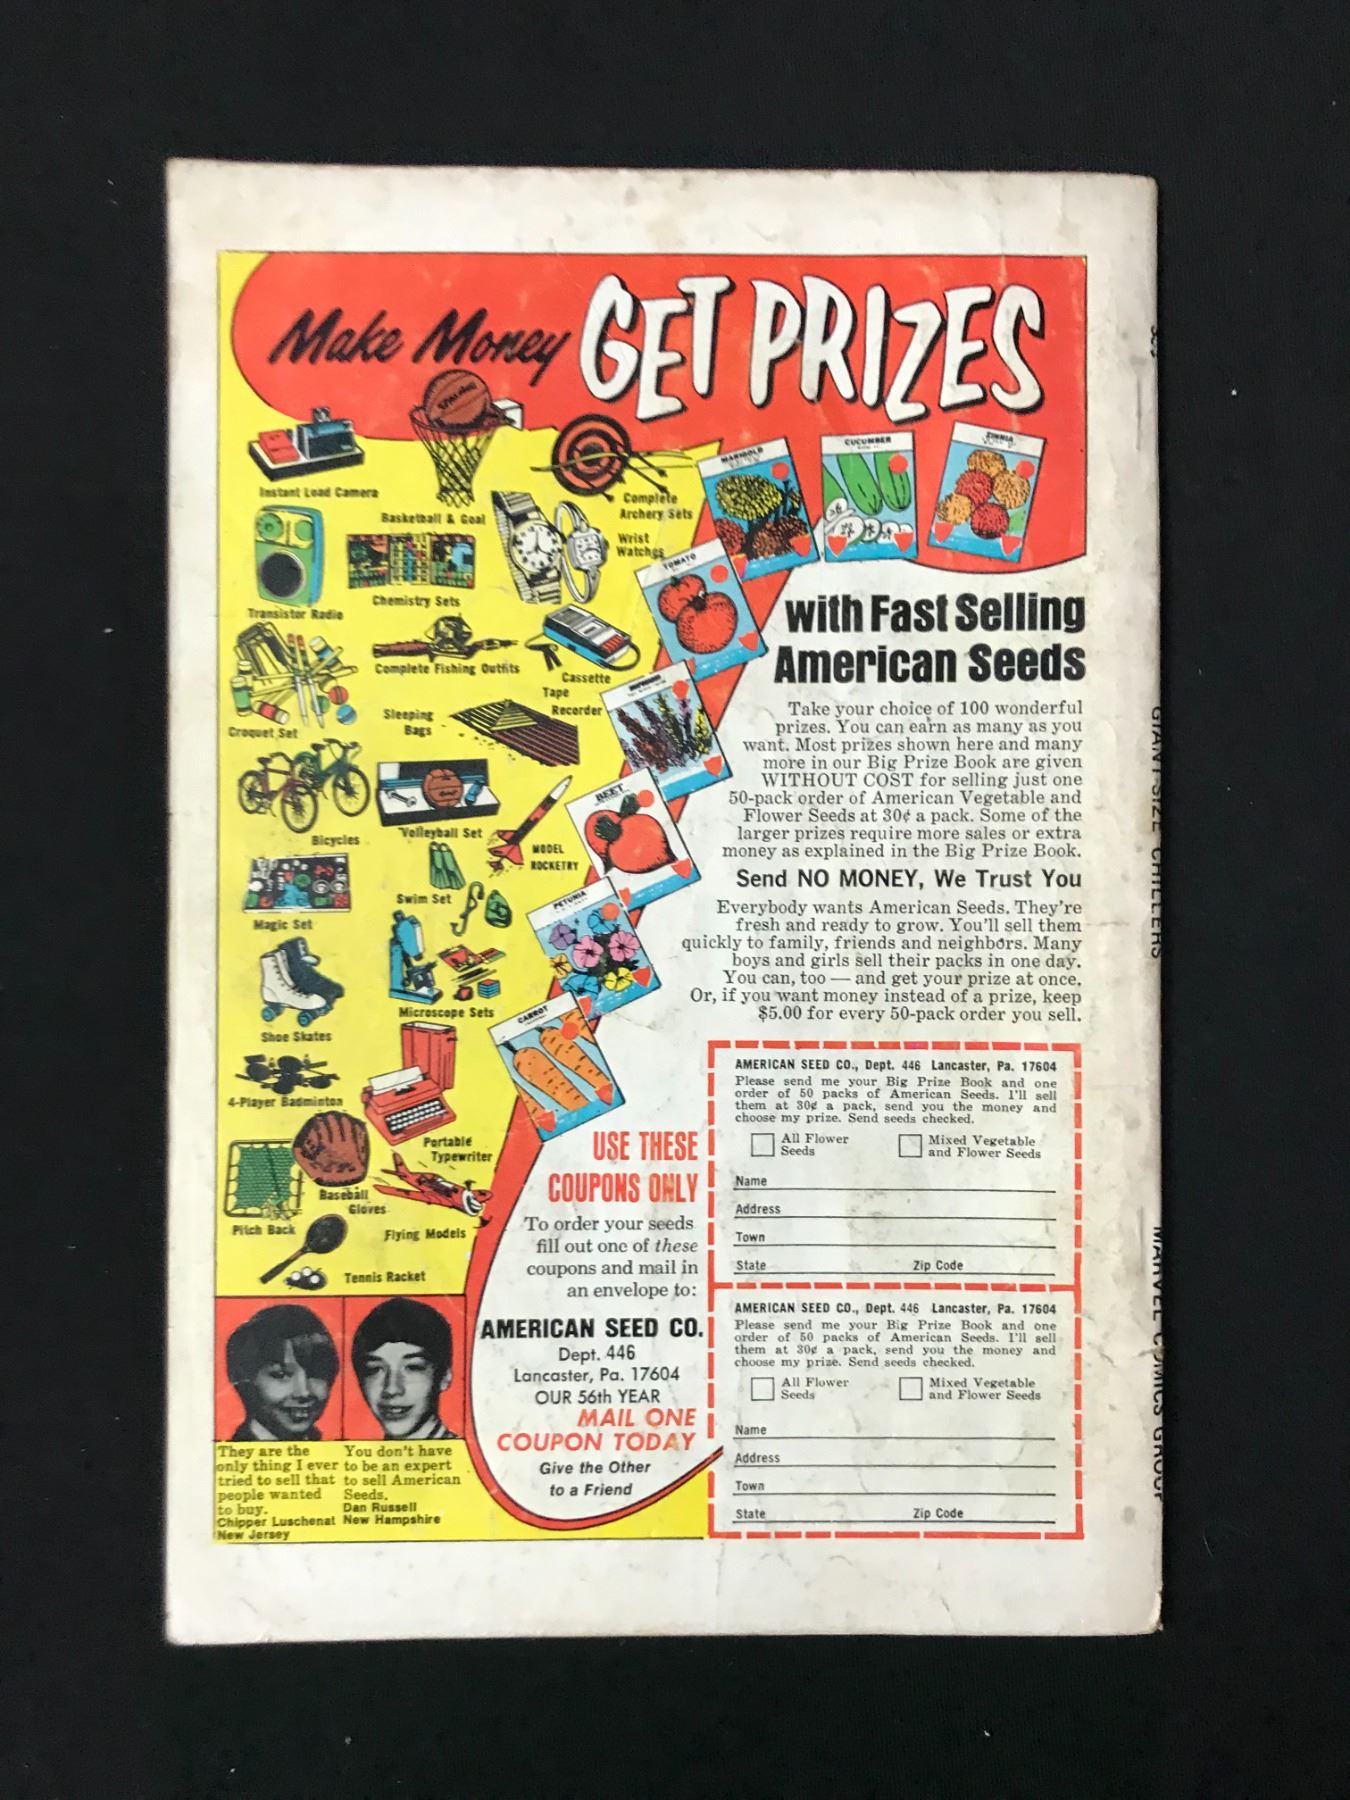 Make Money GET PRIZES
SPALDING
Instant Load Camera
Basketball & Goal
Complete
Archery Sets
Wrist
Watches
Transistor Radio
Chemistry Sets
Complete Fishing Outfits
Cassette
Tape
Recorder
Croquet Set
Sleeping
Bags
Bicycles
Volleyball Set
MODEL
ROCKETRY
Magic Set
Swim Set
Shoe Skates
Microscope Sets
4-Player Badminton
Portable
Typewriter
Baseball
Gloves
Pitch Back
Flying Models
Tennis Racket
MARIGOLD
CUCUMBER
ZINNIA
TOMATO
BEET
PETUNIA
CARROT
with Fast Selling
American Seeds
Take your choice of 100 wonderful
prizes. You can earn as many as you
want. Most prizes shown here and many
more in our Big Prize Book are given
WITHOUT COST for selling just one
50-pack order of American Vegetable and
Flower Seeds at 30¢ a pack. Some of the
larger prizes require more sales or extra
money as explained in the Big Prize Book.
Send NO MONEY, We Trust You
Everybody wants American Seeds. They're
fresh and ready to grow. You'll sell them
quickly to family, friends and neighbors. Many
boys and girls sell their packs in one day.
You can, too — and get your prize at once.
Or, if you want money instead of a prize, keep
$5.00 for every 50-pack order you sell.
USE THESE
COUPONS ONLY
To order your seeds
fill out one of these
coupons and mail in
an envelope to:
AMERICAN SEED CO.
Dept. 446
Lancaster, Pa. 17604
OUR 56th YEAR
MAIL ONE
COUPON TODAY
Give the Other
to a Friend
They are the
only thing I ever
tried to sell that
people wanted
to buy.
Chipper Luschenat
New Jersey
You don't have
to be an expert
to sell American
Seeds.
Dan Russell
New Hampshire
AMERICAN SEED CO., Dept. 446 Lancaster, Pa. 17604
Please send me your Big Prize Book and one
order of 50 packs of American Seeds. I'll sell
them at 30¢ a pack, send you the money and
choose my prize. Send seeds checked.
All Flower
Seeds
Mixed Vegetable
and Flower Seeds
Name
Address
Town
State Zip Code
AMERICAN SEED CO., Dept. 446 Lancaster, Pa. 17604
Please send me your Big Prize Book and one
order of 50 packs of American Seeds. I'll sell
them at 30¢ a pack, send you the money and
choose my prize. Send seeds checked.
All Flower
Seeds
Mixed Vegetable
and Flower Seeds
Name
Address
Town
State Zip Code
GIANT-SIZE CHILLERS
MARVEL COMICS GROUP